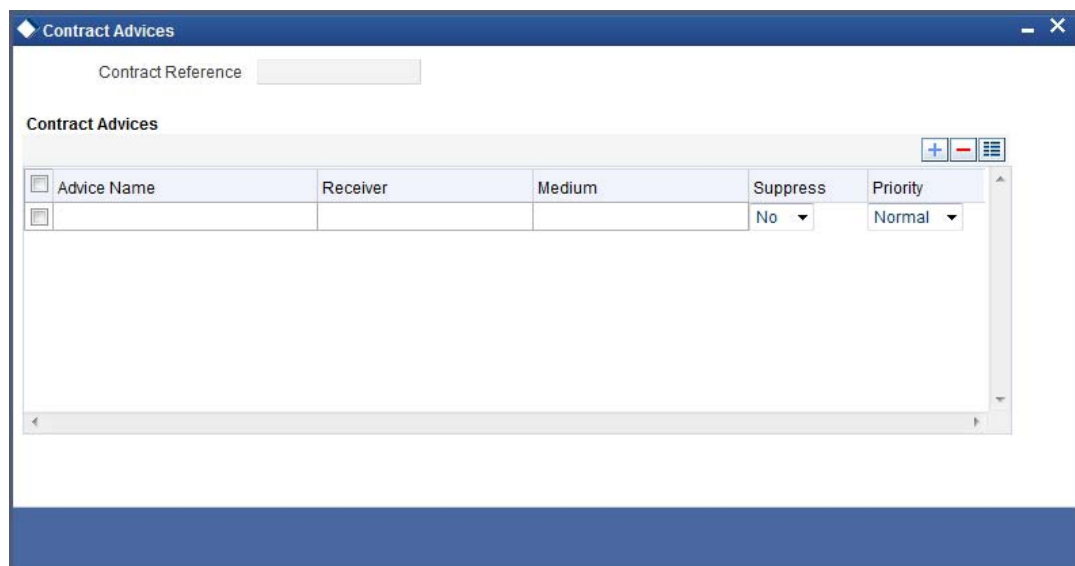 Contract Advices
Contract Reference
Contract Advices
Advice Name Receiver Medium Suppress Priority
No Normal